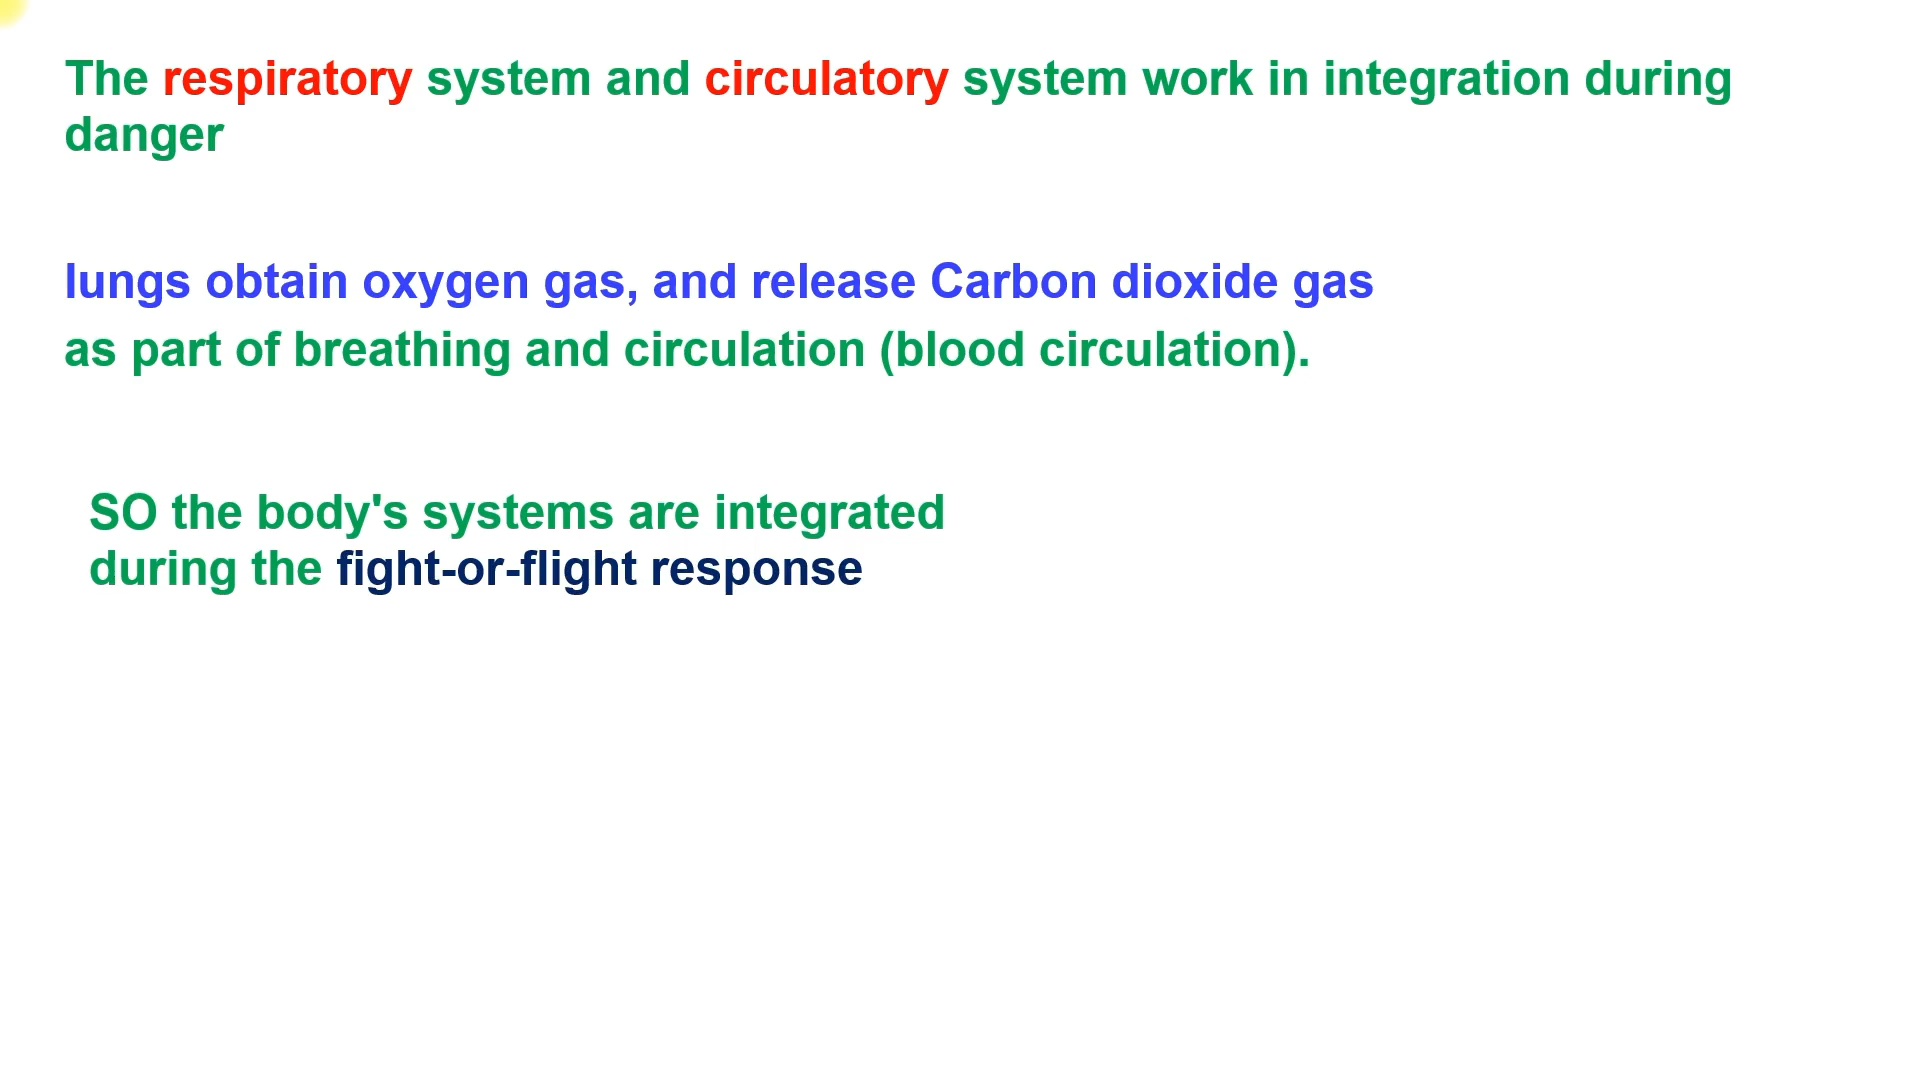 The respiratory system and circulatory system work in integration during
danger
lungs obtain oxygen gas, and release Carbon dioxide gas
as part of breathing and circulation (blood circulation).
SO the body's systems are integrated
during the fight-or-flight response